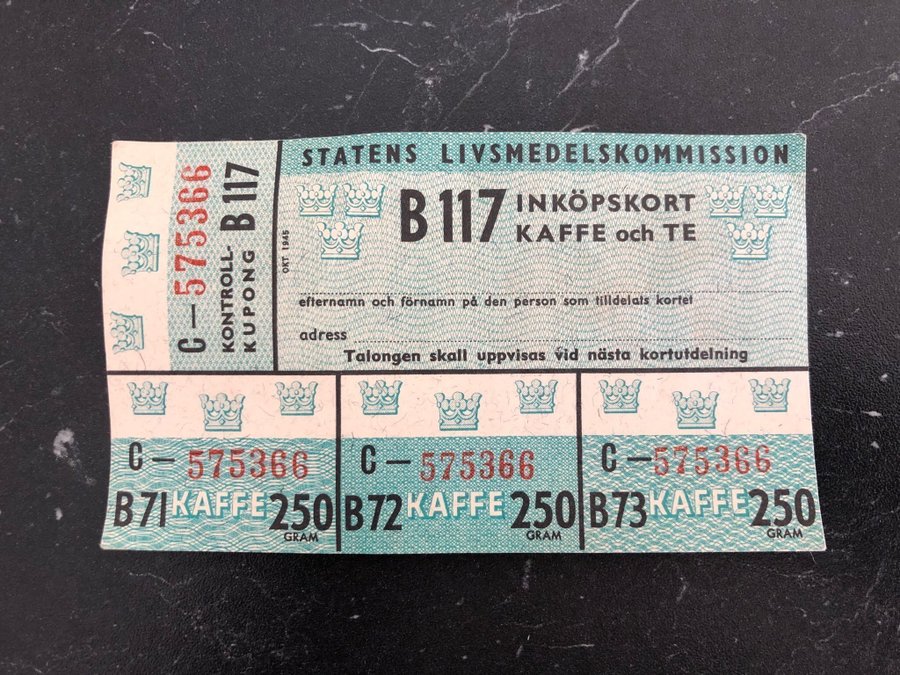 STATENS LIVSMEDELSKOMMISSION
C — 575366
KONTROLL-
KUPONG B 117
OKT 1945
B 117 INKÖPSKORT
KAFFE och TE
efternamn och förnamn på den person som tilldelats kortet
adress
Talongen skall uppvisas vid nästa kortutdelning
C — 575366
B71 KAFFE 250
GRAM
C — 575366
B72 KAFFE 250
GRAM
C — 575366
B73 KAFFE 250
GRAM